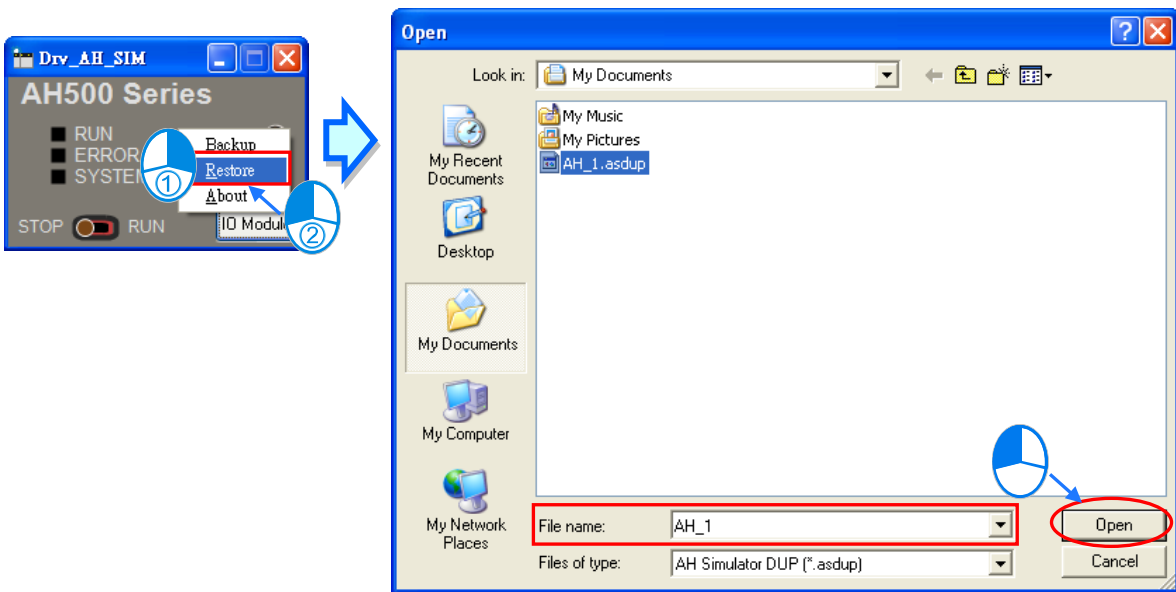 Drv_AH_SIM
AH500 Series
RUN
ERROR
SYSTEM
Backup
Restore
About
①
②
STOP
RUN
IO Modul
Open
Look in:
My Documents
My Recent
Documents
Desktop
My Documents
My Computer
My Network
Places
My Music
My Pictures
AH_1.asdup
File name:
AH_1
Open
Files of type:
AH Simulator DUP (*.asdup)
Cancel